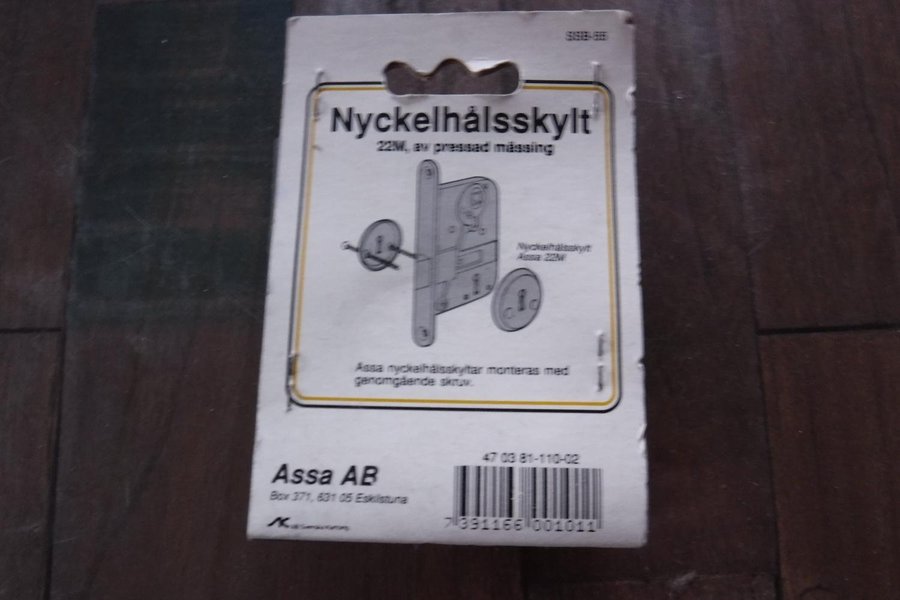 SSB-88
Nyckelhålsskylt
22M, av pressad mässing
Nyckelhålsskylt
Assa 22M
Assa nyckelhålsskyltar monteras med
genomgående skruv.
47 03 81-110-02
Assa AB
Box 371, 631 05 Eskilstuna
7 391166 001011